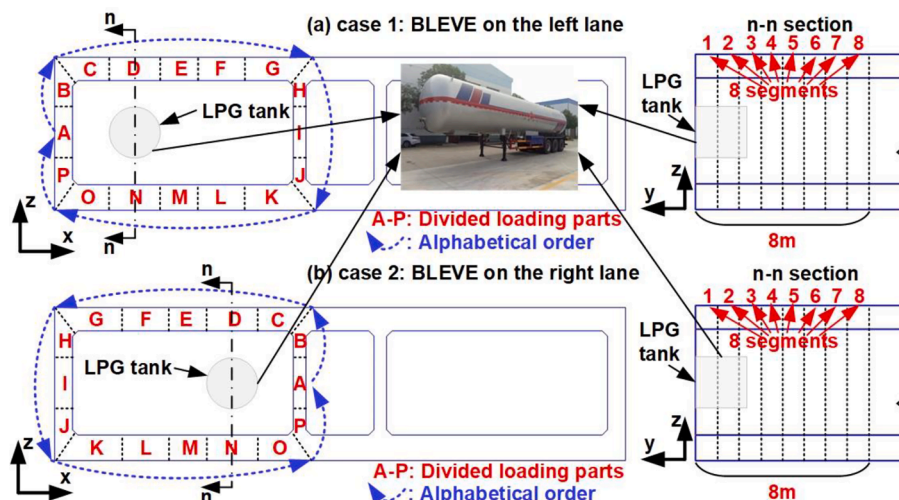 n
(a) case 1: BLEVE on the left lane
n-n section
1 2 3 4 5 6 7 8
C D E F G
B
H
LPG tank
LPG
tank
8 segments
A
I
P
J
O N M L K
z
x
n
A-P: Divided loading parts
: Alphabetical order
z
y
8m
n
(b) case 2: BLEVE on the right lane
n-n section
1 2 3 4 5 6 7 8
G F E D C
H
B
LPG tank
LPG
tank
8 segments
I
A
J
P
K L M N O
z
x
n
A-P: Divided loading parts
: Alphabetical order
z
y
8m